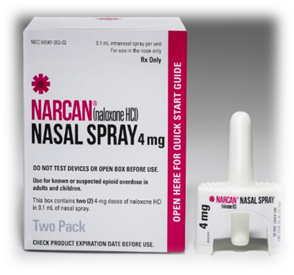 0.1 mL intranasal spray per unit
For use in the nose only
Rx Only
NARCAN® (naloxone HCl)
NASAL SPRAY 4 mg
DO NOT TEST DEVICES OR OPEN BOX BEFORE USE.
Use for known or suspected opioid overdose in
adults and children.
This box contains two (2) 4-mg doses of naloxone HCl
in 0.1 mL of nasal spray.
Two Pack
CHECK PRODUCT EXPIRATION DATE BEFORE USE.
OPEN HERE FOR QUICK START GUIDE
NARCAN® NASAL SPRAY
4 mg